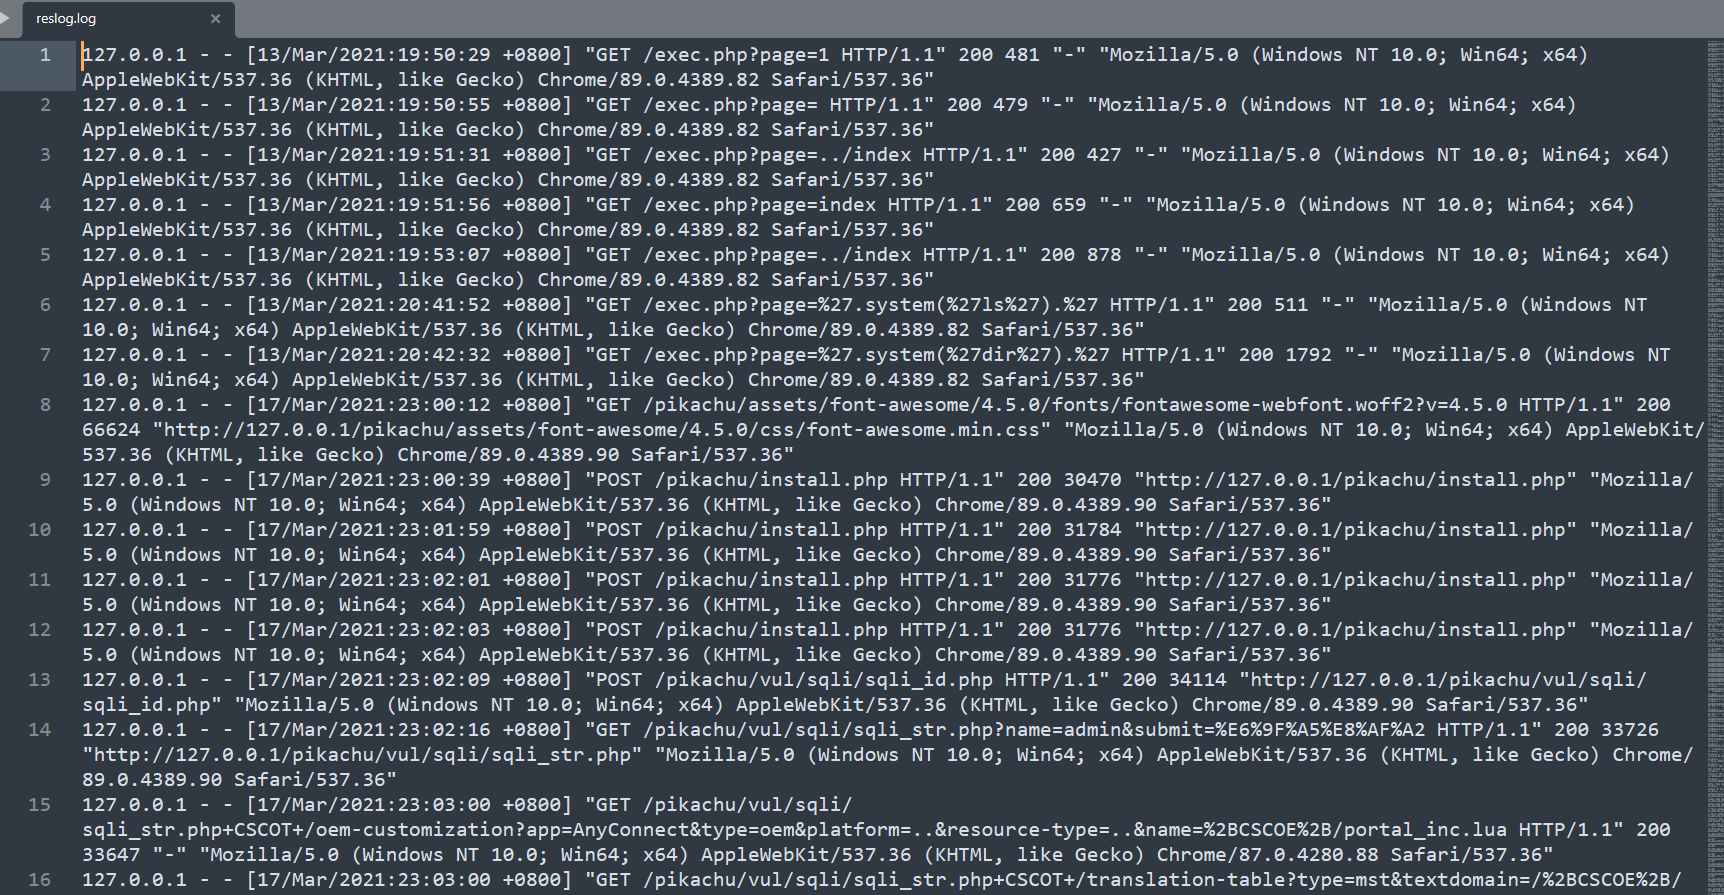 reslog.log ×
1 127.0.0.1 - - [13/Mar/2021:19:50:29 +0800] "GET /exec.php?page=1 HTTP/1.1" 200 481 "-" "Mozilla/5.0 (Windows NT 10.0; Win64; x64)
AppleWebKit/537.36 (KHTML, like Gecko) Chrome/89.0.4389.82 Safari/537.36"
2 127.0.0.1 - - [13/Mar/2021:19:50:55 +0800] "GET /exec.php?page= HTTP/1.1" 200 479 "-" "Mozilla/5.0 (Windows NT 10.0; Win64; x64)
AppleWebKit/537.36 (KHTML, like Gecko) Chrome/89.0.4389.82 Safari/537.36"
3 127.0.0.1 - - [13/Mar/2021:19:51:31 +0800] "GET /exec.php?page=../index HTTP/1.1" 200 427 "-" "Mozilla/5.0 (Windows NT 10.0; Win64; x64)
AppleWebKit/537.36 (KHTML, like Gecko) Chrome/89.0.4389.82 Safari/537.36"
4 127.0.0.1 - - [13/Mar/2021:19:51:56 +0800] "GET /exec.php?page=index HTTP/1.1" 200 659 "-" "Mozilla/5.0 (Windows NT 10.0; Win64; x64)
AppleWebKit/537.36 (KHTML, like Gecko) Chrome/89.0.4389.82 Safari/537.36"
5 127.0.0.1 - - [13/Mar/2021:19:53:07 +0800] "GET /exec.php?page=../index HTTP/1.1" 200 878 "-" "Mozilla/5.0 (Windows NT 10.0; Win64; x64)
AppleWebKit/537.36 (KHTML, like Gecko) Chrome/89.0.4389.82 Safari/537.36"
6 127.0.0.1 - - [13/Mar/2021:20:41:52 +0800] "GET /exec.php?page=%27.system(%27ls%27).%27 HTTP/1.1" 200 511 "-" "Mozilla/5.0 (Windows NT
10.0; Win64; x64) AppleWebKit/537.36 (KHTML, like Gecko) Chrome/89.0.4389.82 Safari/537.36"
7 127.0.0.1 - - [13/Mar/2021:20:42:32 +0800] "GET /exec.php?page=%27.system(%27dir%27).%27 HTTP/1.1" 200 1792 "-" "Mozilla/5.0 (Windows NT
10.0; Win64; x64) AppleWebKit/537.36 (KHTML, like Gecko) Chrome/89.0.4389.82 Safari/537.36"
8 127.0.0.1 - - [17/Mar/2021:23:00:12 +0800] "GET /pikachu/assets/font-awesome/4.5.0/fonts/fontawesome-webfont.woff2?v=4.5.0 HTTP/1.1" 200
66624 "http://127.0.0.1/pikachu/assets/font-awesome/4.5.0/css/font-awesome.min.css" "Mozilla/5.0 (Windows NT 10.0; Win64; x64) AppleWebKit/
537.36 (KHTML, like Gecko) Chrome/89.0.4389.90 Safari/537.36"
9 127.0.0.1 - - [17/Mar/2021:23:00:39 +0800] "POST /pikachu/install.php HTTP/1.1" 200 30470 "http://127.0.0.1/pikachu/install.php" "Mozilla/
5.0 (Windows NT 10.0; Win64; x64) AppleWebKit/537.36 (KHTML, like Gecko) Chrome/89.0.4389.90 Safari/537.36"
10 127.0.0.1 - - [17/Mar/2021:23:01:59 +0800] "POST /pikachu/install.php HTTP/1.1" 200 31784 "http://127.0.0.1/pikachu/install.php" "Mozilla/
5.0 (Windows NT 10.0; Win64; x64) AppleWebKit/537.36 (KHTML, like Gecko) Chrome/89.0.4389.90 Safari/537.36"
11 127.0.0.1 - - [17/Mar/2021:23:02:01 +0800] "POST /pikachu/install.php HTTP/1.1" 200 31776 "http://127.0.0.1/pikachu/install.php" "Mozilla/
5.0 (Windows NT 10.0; Win64; x64) AppleWebKit/537.36 (KHTML, like Gecko) Chrome/89.0.4389.90 Safari/537.36"
12 127.0.0.1 - - [17/Mar/2021:23:02:03 +0800] "POST /pikachu/install.php HTTP/1.1" 200 31776 "http://127.0.0.1/pikachu/install.php" "Mozilla/
5.0 (Windows NT 10.0; Win64; x64) AppleWebKit/537.36 (KHTML, like Gecko) Chrome/89.0.4389.90 Safari/537.36"
13 127.0.0.1 - - [17/Mar/2021:23:02:09 +0800] "POST /pikachu/vul/sqli/sqli_id.php HTTP/1.1" 200 34114 "http://127.0.0.1/pikachu/vul/sqli/
sqli_id.php" "Mozilla/5.0 (Windows NT 10.0; Win64; x64) AppleWebKit/537.36 (KHTML, like Gecko) Chrome/89.0.4389.90 Safari/537.36"
14 127.0.0.1 - - [17/Mar/2021:23:02:16 +0800] "GET /pikachu/vul/sqli/sqli_str.php?name=admin&submit=%E6%9F%A5%E8%AF%A2 HTTP/1.1" 200 33726
"http://127.0.0.1/pikachu/vul/sqli/sqli_str.php" "Mozilla/5.0 (Windows NT 10.0; Win64; x64) AppleWebKit/537.36 (KHTML, like Gecko) Chrome/
89.0.4389.90 Safari/537.36"
15 127.0.0.1 - - [17/Mar/2021:23:03:00 +0800] "GET /pikachu/vul/sqli/
sqli_str.php+CSCOT+/oem-customization?app=AnyConnect&type=oem&platform=..&resource-type=..&name=%2BCSCOE%2B/portal_inc.lua HTTP/1.1" 200
33647 "-" "Mozilla/5.0 (Windows NT 10.0; Win64; x64) AppleWebKit/537.36 (KHTML, like Gecko) Chrome/87.0.4280.88 Safari/537.36"
16 127.0.0.1 - - [17/Mar/2021:23:03:00 +0800] "GET /pikachu/vul/sqli/sqli_str.php+CSCOT+/translation-table?type=mst&textdomain=/%2BCSCOE%2B/